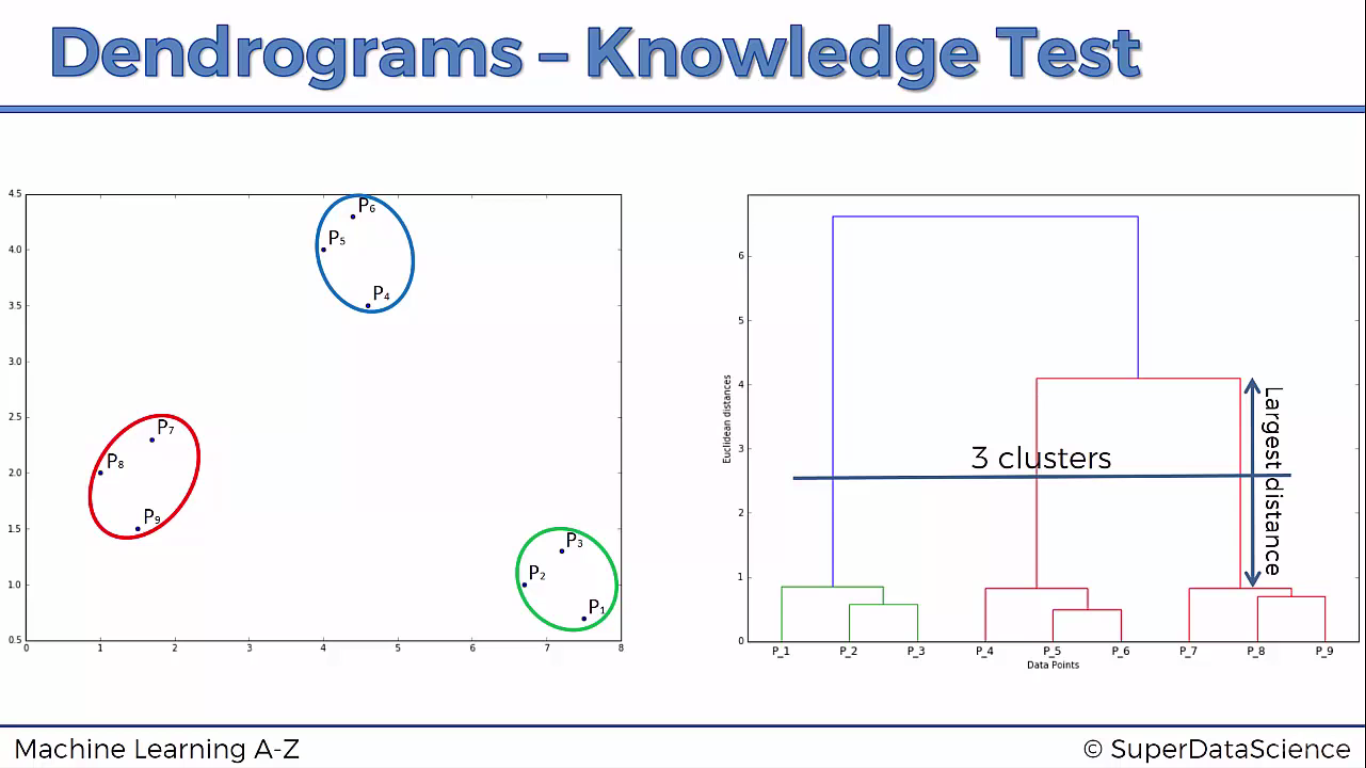 Dendrograms – Knowledge Test
4.5
4.0
3.5
3.0
2.5
2.0
1.5
1.0
0.5
0 1 2 3 4 5 6 7 8
P₆
P₅
P₄
P₇
P₈
P₉
P₃
P₂
P₁
Euclidean distances
6
5
4
3
2
1
0
3 clusters
Largest distance
P_1 P_2 P_3 P_4 P_5 P_6 P_7 P_8 P_9
Data Points
Machine Learning A-Z
© SuperDataScience